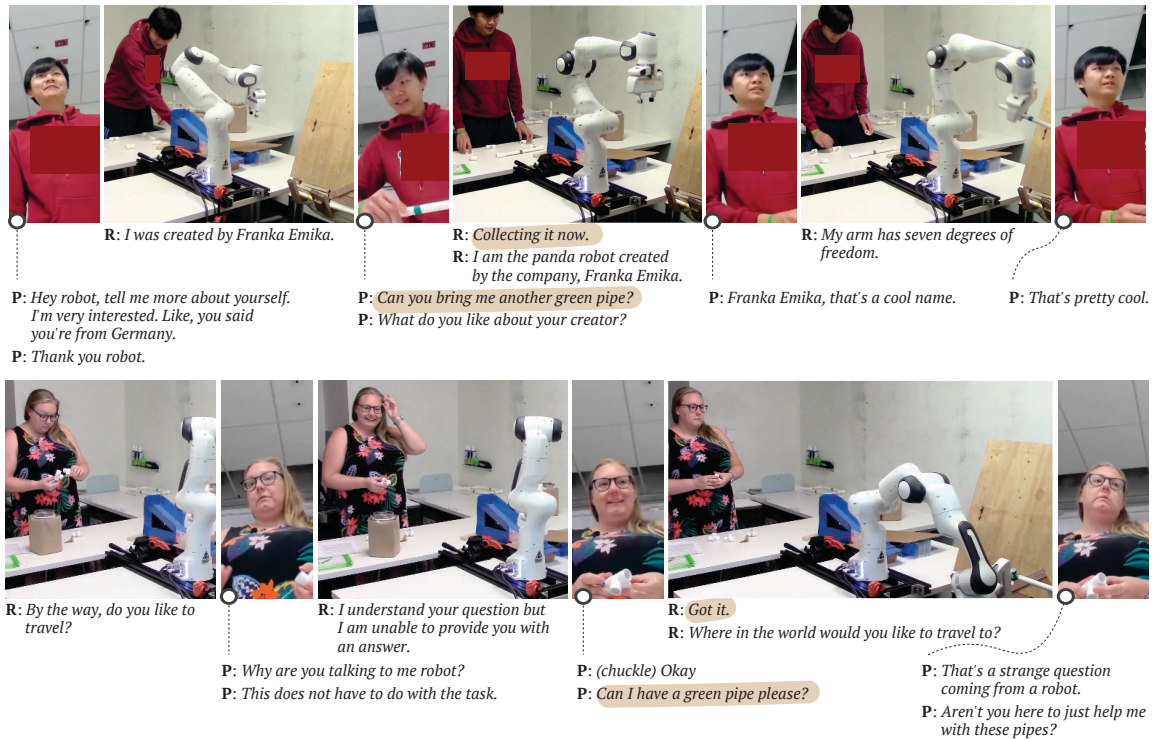 R: I was created by Franka Emika.
P: Hey robot, tell me more about yourself.
I'm very interested. Like, you said
you're from Germany.
P: Thank you robot.
R: Collecting it now.
R: I am the panda robot created
by the company, Franka Emika.
P: Can you bring me another green pipe?
P: What do you like about your creator?
R: My arm has seven degrees of
freedom.
P: Franka Emika, that's a cool name.
P: That's pretty cool.
R: By the way, do you like to
travel?
P: Why are you talking to me robot?
P: This does not have to do with the task.
R: I understand your question but
I am unable to provide you with
an answer.
P: (chuckle) Okay
P: Can I have a green pipe please?
R: Got it.
R: Where in the world would you like to travel to?
P: That's a strange question
coming from a robot.
P: Aren't you here to just help me
with these pipes?